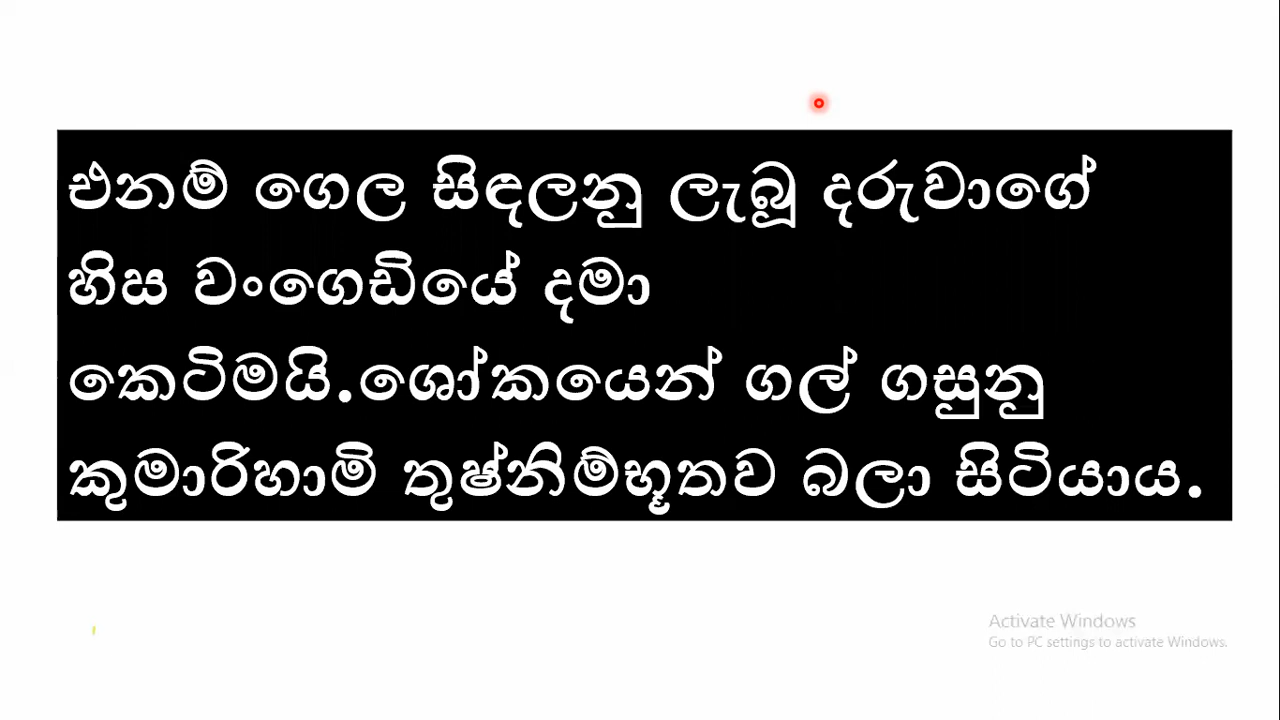 එනම් ගෙල සිඳලනු ලැබූ දරුවාගේ
හිස වංගෙඩියේ දමා
කෙටිමයි.ශෝකයෙන් ගල් ගසුනු
කුමාරිහාමි තුෂ්නිම්භූතව බලා සිටියාය.
Activate Windows
Go to PC settings to activate Windows.